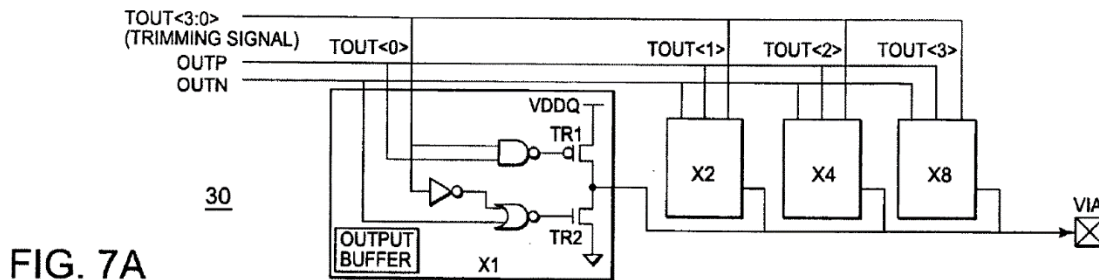 TOUT<3:0>
(TRIMMING SIGNAL)
TOUT<0>
TOUT<1>
TOUT<2>
TOUT<3>
OUTP
OUTN
VDDQ
TR1
X2
X4
X8
30
VIA
TR2
OUTPUT
BUFFER
X1
FIG. 7A